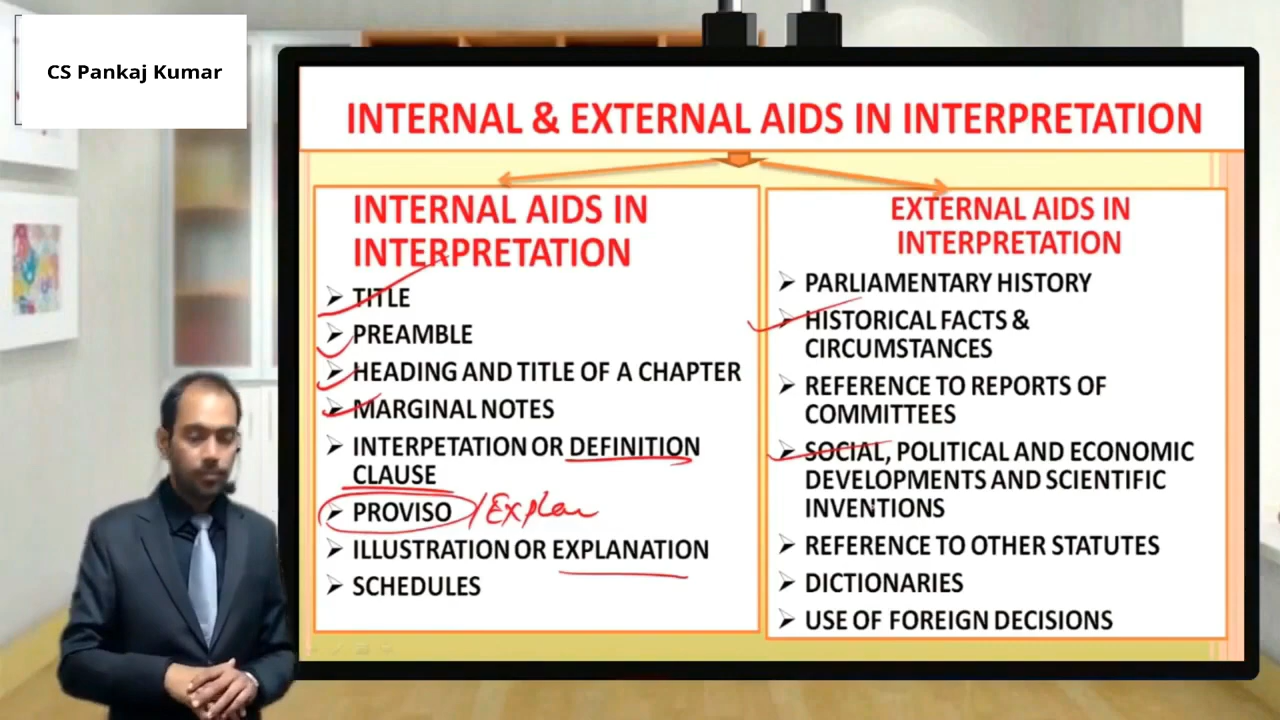 CS Pankaj Kumar
INTERNAL & EXTERNAL AIDS IN INTERPRETATION
INTERNAL AIDS IN
INTERPRETATION
TITLE
PREAMBLE
HEADING AND TITLE OF A CHAPTER
MARGINAL NOTES
INTERPETATION OR DEFINITION
CLAUSE
PROVISO /Explan
ILLUSTRATION OR EXPLANATION
SCHEDULES
EXTERNAL AIDS IN
INTERPRETATION
PARLIAMENTARY HISTORY
HISTORICAL FACTS &
CIRCUMSTANCES
REFERENCE TO REPORTS OF
COMMITTEES
SOCIAL, POLITICAL AND ECONOMIC
DEVELOPMENTS AND SCIENTIFIC
INVENTIONS
REFERENCE TO OTHER STATUTES
DICTIONARIES
USE OF FOREIGN DECISIONS